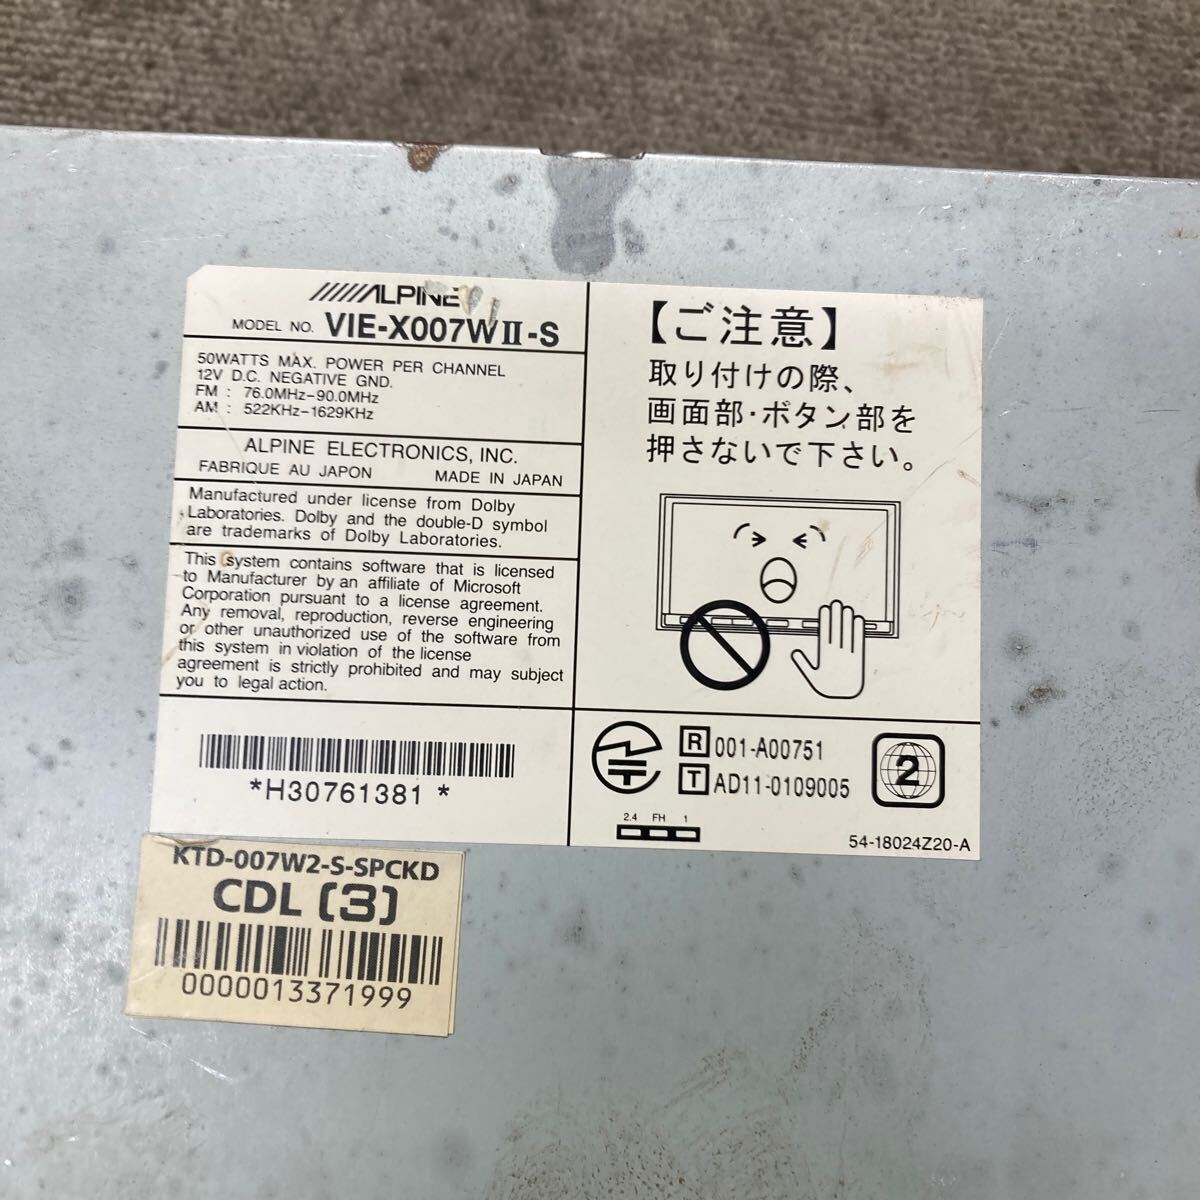 ALPINE
MODEL NO. VIE-X007WII-S
50WATTS MAX. POWER PER CHANNEL
12V D.C. NEGATIVE GND.
FM : 76.0MHz-90.0MHz
AM : 522KHz-1629KHz
ALPINE ELECTRONICS, INC.
FABRIQUE AU JAPON MADE IN JAPAN
Manufactured under license from Dolby
Laboratories. Dolby and the double-D symbol
are trademarks of Dolby Laboratories.
This system contains software that is licensed
to Manufacturer by an affiliate of Microsoft
Corporation pursuant to a license agreement.
Any removal, reproduction, reverse engineering
or other unauthorized use of the software from
this system in violation of the license
agreement is strictly prohibited and may subject
you to legal action.
*H30761381 *
【ご注意】
取り付けの際、
画面部・ボタン部を
押さないで下さい。
R 001-A00751
T AD11-0109005
2
2.4 FH 1
54-18024Z20-A
KTD-007W2-S-SPCKD
CDL (3)
0000013371999